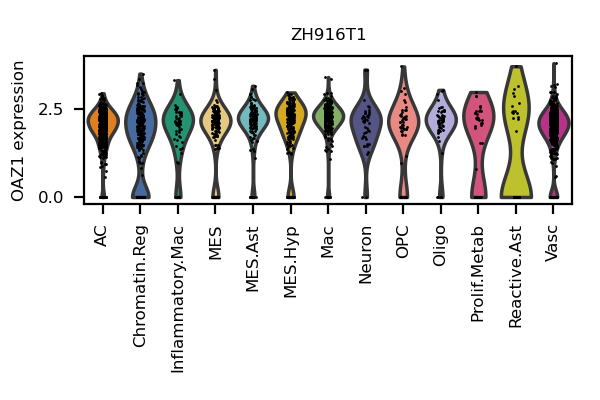 ZH916T1
OAZ1 expression
2.5
0.0
AC
Chromatin.Reg
Inflammatory.Mac
MES
MES.Ast
MES.Hyp
Mac
Neuron
OPC
Oligo
Prolif.Metab
Reactive.Ast
Vasc